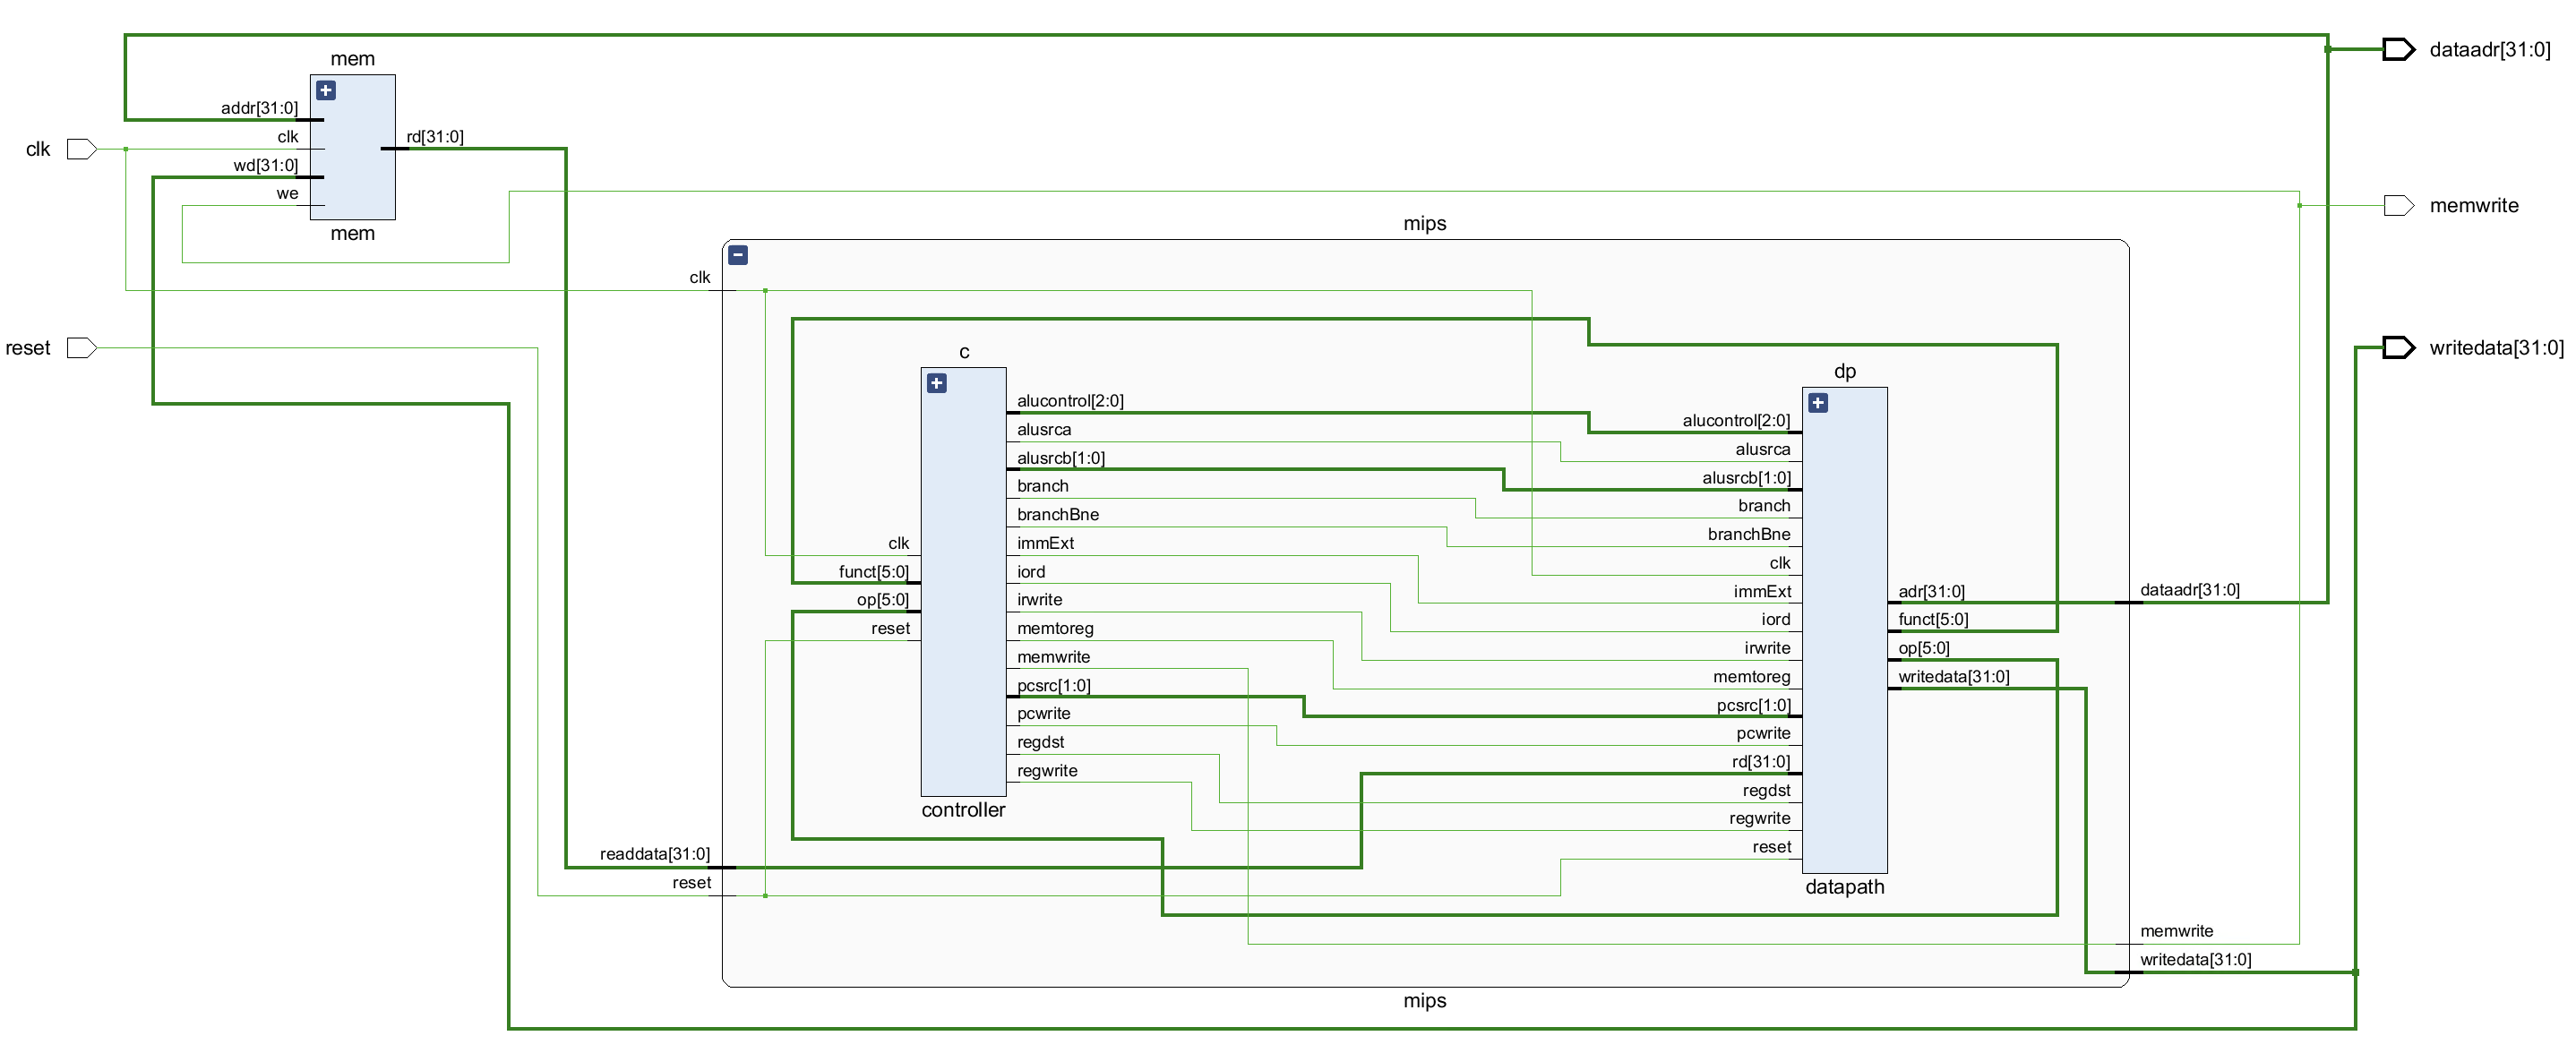 mem
addr[31:0]
clk
wd[31:0]
we
rd[31:0]
mem
clk
reset
dataadr[31:0]
memwrite
writedata[31:0]
mips
clk
readdata[31:0]
reset
c
clk
funct[5:0]
op[5:0]
reset
alucontrol[2:0]
alusrca
alusrcb[1:0]
branch
branchBne
immExt
iord
irwrite
memtoreg
memwrite
pcsrc[1:0]
pcwrite
regdst
regwrite
controller
dp
alucontrol[2:0]
alusrca
alusrcb[1:0]
branch
branchBne
clk
immExt
iord
irwrite
memtoreg
pcsrc[1:0]
pcwrite
rd[31:0]
regdst
regwrite
reset
adr[31:0]
funct[5:0]
op[5:0]
writedata[31:0]
datapath
dataadr[31:0]
memwrite
writedata[31:0]
mips